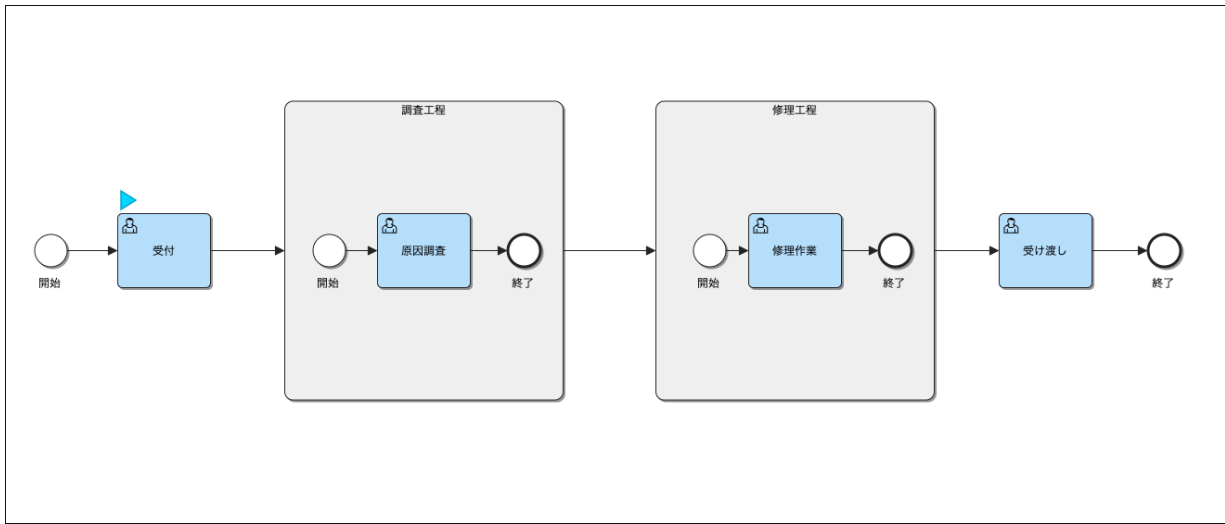 調査工程
修理工程
受付
原因調査
修理作業
受け渡し
開始
開始
終了
開始
終了
終了